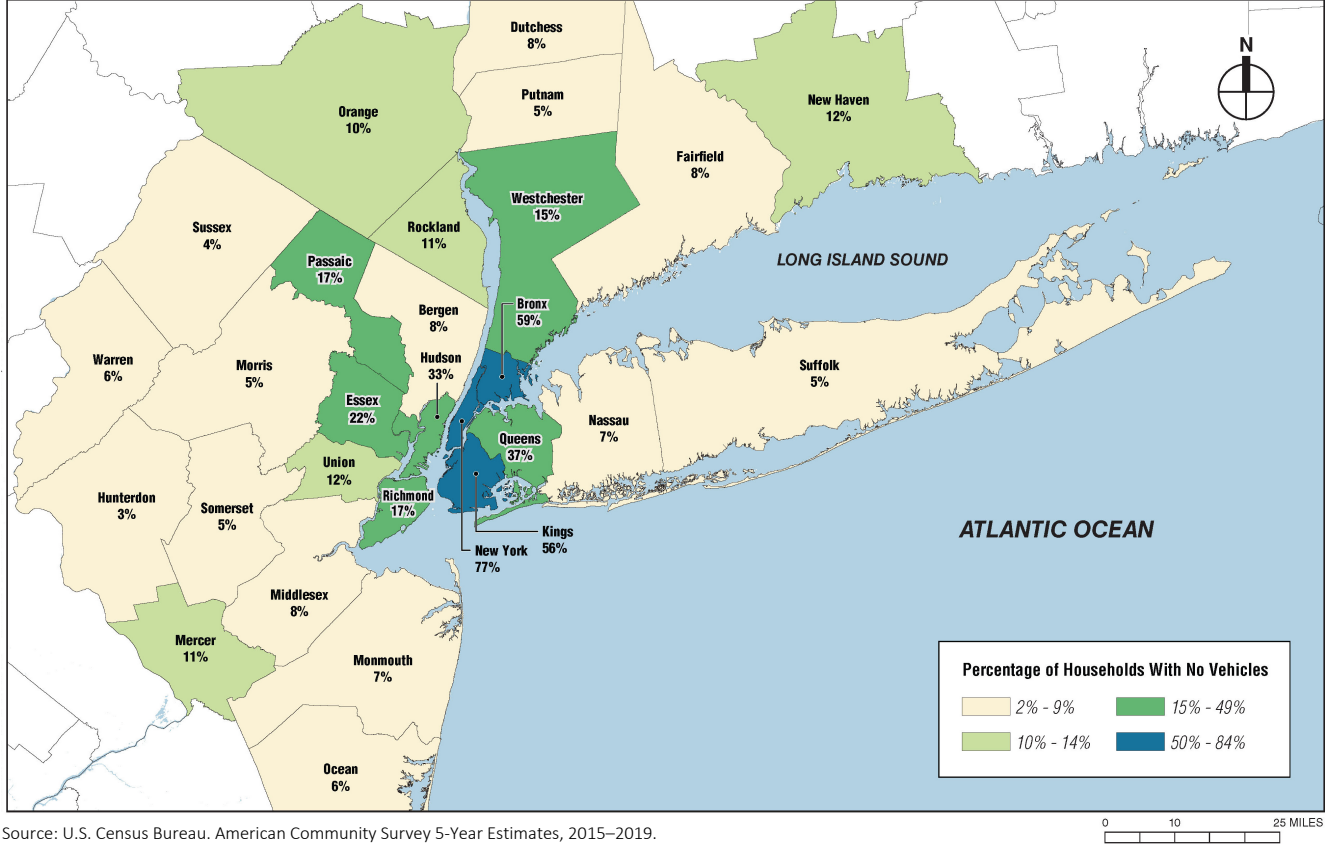 Dutchess
8%
Putnam
5%
Orange
10%
New Haven
12%
N
Fairfield
8%
Westchester
15%
Rockland
11%
Sussex
4%
Passaic
17%
LONG ISLAND SOUND
Bergen
8%
Bronx
59%
Warren
6%
Morris
5%
Hudson
33%
Suffolk
5%
Essex
22%
Nassau
7%
Queens
37%
Union
12%
Hunterdon
3%
Somerset
5%
Richmond
17%
Kings
56%
New York
77%
ATLANTIC OCEAN
Middlesex
8%
Mercer
11%
Monmouth
7%
Ocean
6%
Percentage of Households With No Vehicles
2% - 9%
15% - 49%
10% - 14%
50% - 84%
0 10 25 MILES
Source: U.S. Census Bureau. American Community Survey 5-Year Estimates, 2015–2019.